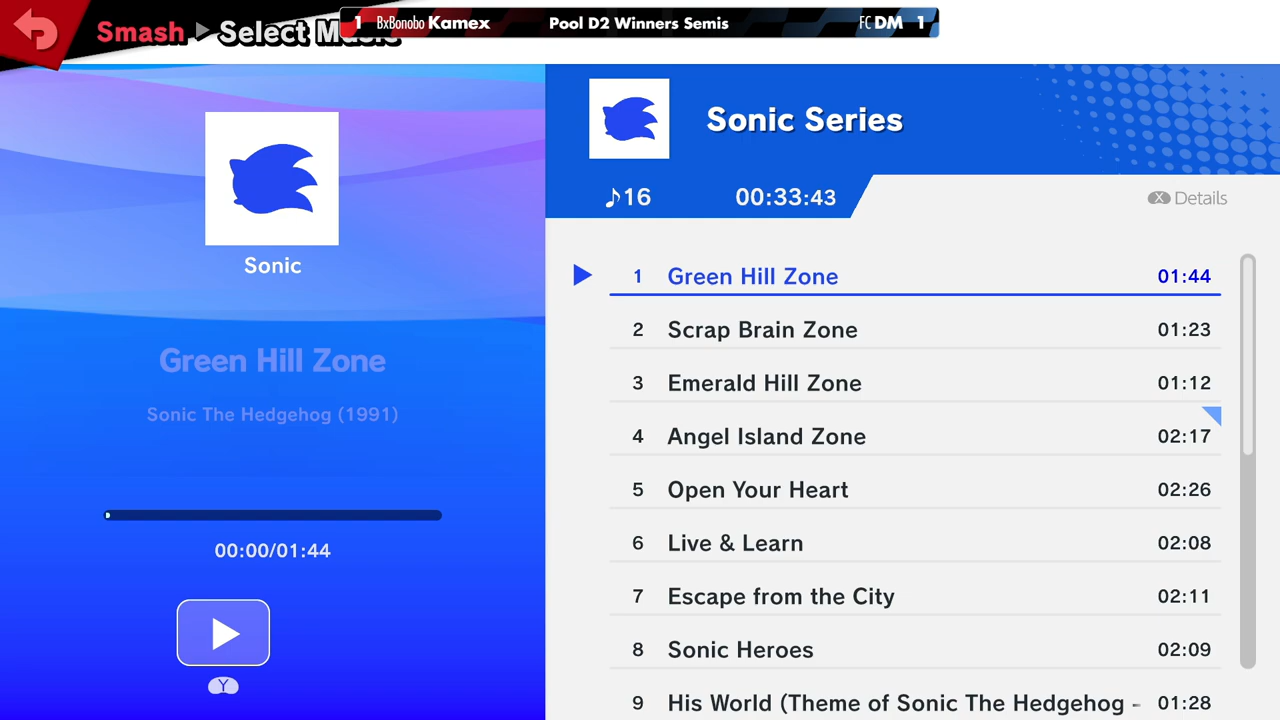 Smash ▶ Select Music
1 BxBonobo Kamex Pool D2 Winners Semis FC DM 1
Sonic
Green Hill Zone
Sonic The Hedgehog (1991)
00:00/01:44
Y
Sonic Series
♪16 00:33:43
X Details
1 Green Hill Zone 01:44
2 Scrap Brain Zone 01:23
3 Emerald Hill Zone 01:12
4 Angel Island Zone 02:17
5 Open Your Heart 02:26
6 Live & Learn 02:08
7 Escape from the City 02:11
8 Sonic Heroes 02:09
9 His World (Theme of Sonic The Hedgehog - 01:28